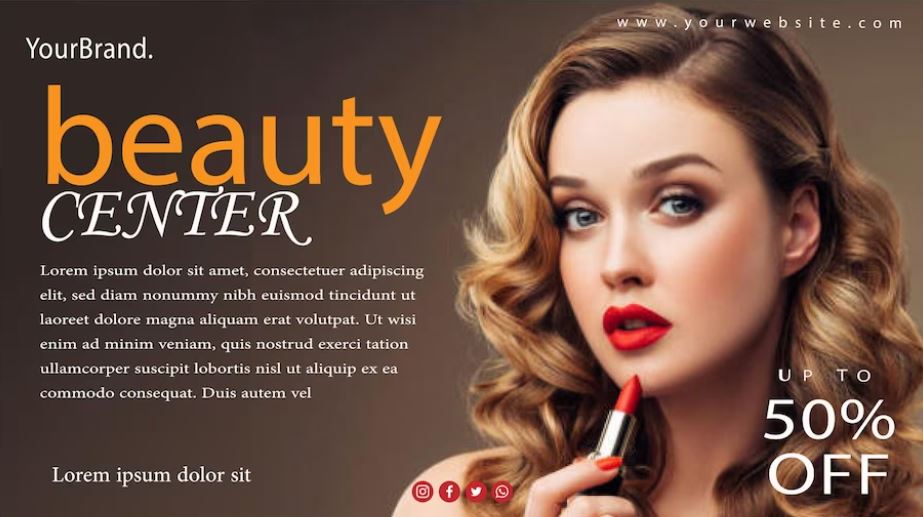 www.yourwebsite.com
YourBrand.
beauty
CENTER
Lorem ipsum dolor sit amet, consectetuer adipiscing
elit, sed diam nonummy nibh euismod tincidunt ut
laoreet dolore magna aliquam erat volutpat. Ut wisi
enim ad minim veniam, quis nostrud exerci tation
ullamcorper suscipit lobortis nisl ut aliquip ex ea
commodo consequat. Duis autem vel
Lorem ipsum dolor sit
UP TO
50%
OFF